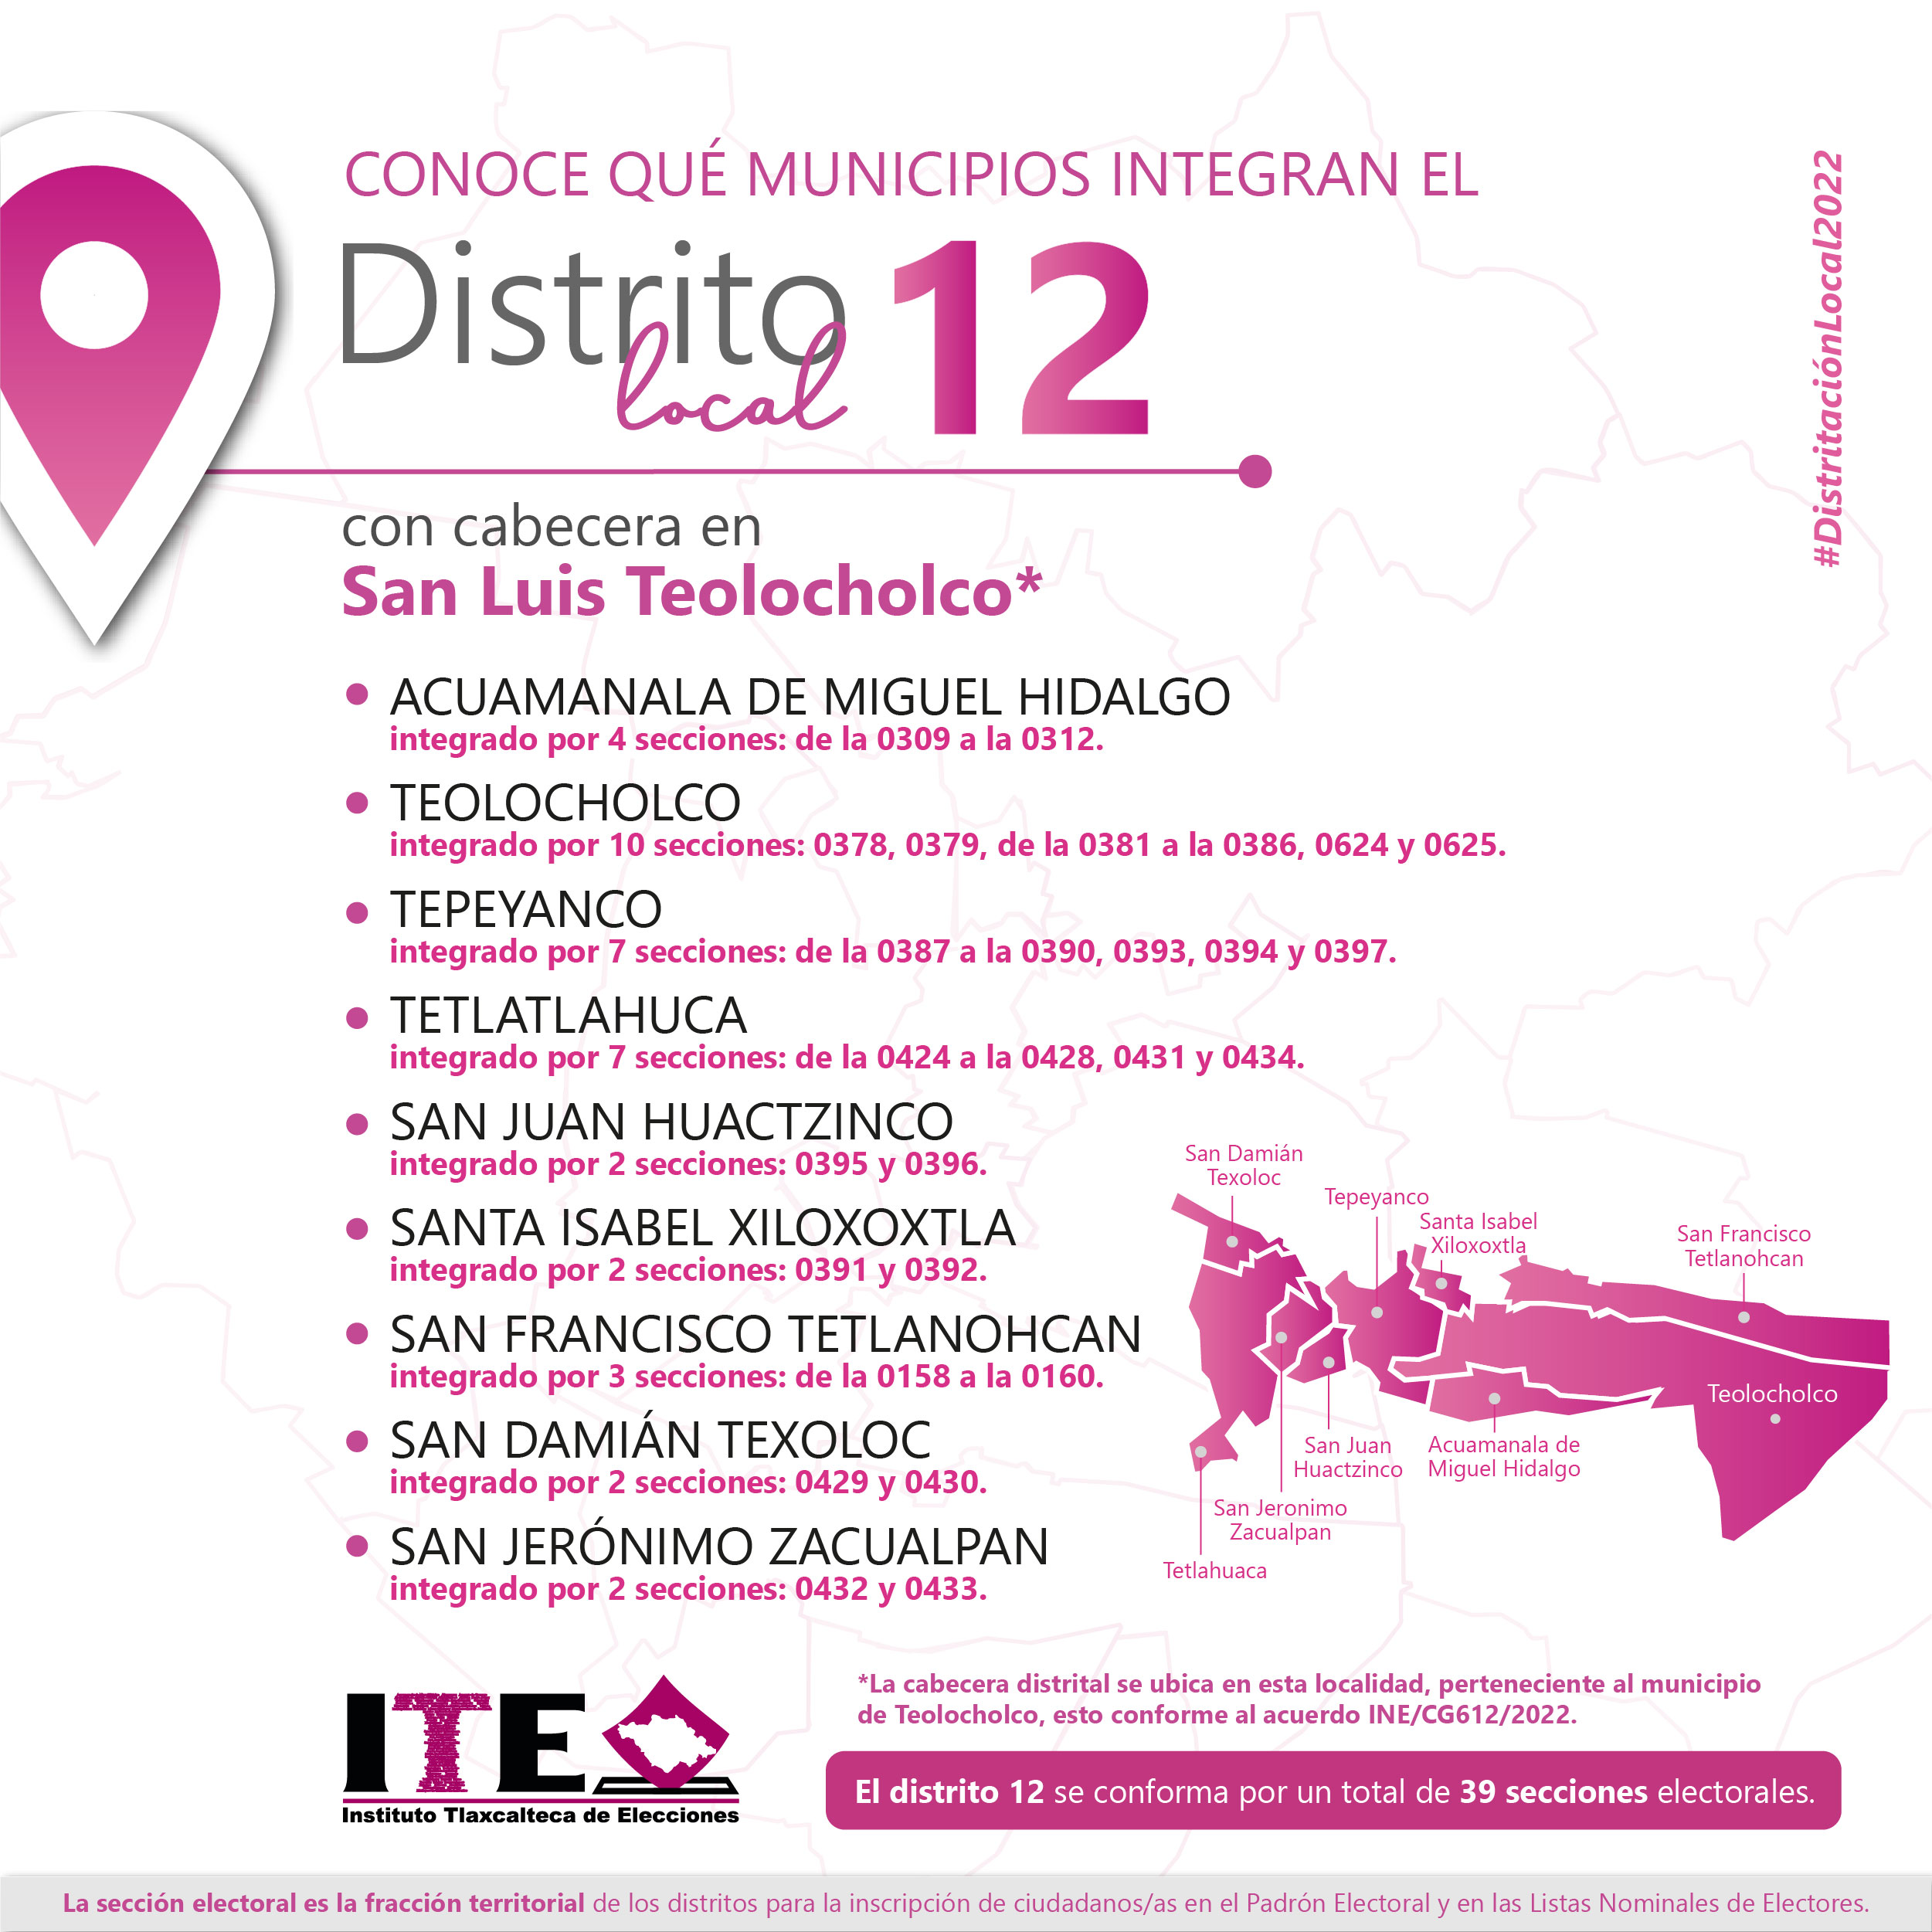 CONOCE QUÉ MUNICIPIOS INTEGRAN EL
Distrito 12
local
#DistritaciónLocal2022
con cabecera en
San Luis Teolocholco*
ACUAMANALA DE MIGUEL HIDALGO
integrado por 4 secciones: de la 0309 a la 0312.
TEOLOCHOLCO
integrado por 10 secciones: 0378, 0379, de la 0381 a la 0386, 0624 y 0625.
TEPEYANCO
integrado por 7 secciones: de la 0387 a la 0390, 0393, 0394 y 0397.
TETLATLAHUCA
integrado por 7 secciones: de la 0424 a la 0428, 0431 y 0434.
SAN JUAN HUACTZINCO
integrado por 2 secciones: 0395 y 0396.
SANTA ISABEL XILOXOXTLA
integrado por 2 secciones: 0391 y 0392.
SAN FRANCISCO TETLANOHCAN
integrado por 3 secciones: de la 0158 a la 0160.
SAN DAMIÁN TEXOLOC
integrado por 2 secciones: 0429 y 0430.
SAN JERÓNIMO ZACUALPAN
integrado por 2 secciones: 0432 y 0433.
San Damián
Texoloc
Tepeyanco
Santa Isabel
Xiloxoxtla
San Francisco
Tetlanohcan
Teolocholco
San Juan
Huactzinco
Acuamanala de
Miguel Hidalgo
San Jeronimo
Zacualpan
Tetlahuaca
*La cabecera distrital se ubica en esta localidad, perteneciente al municipio
de Teolocholco, esto conforme al acuerdo INE/CG612/2022.
ITE
Instituto Tlaxcalteca de Elecciones
El distrito 12 se conforma por un total de 39 secciones electorales.
La sección electoral es la fracción territorial de los distritos para la inscripción de ciudadanos/as en el Padrón Electoral y en las Listas Nominales de Electores.